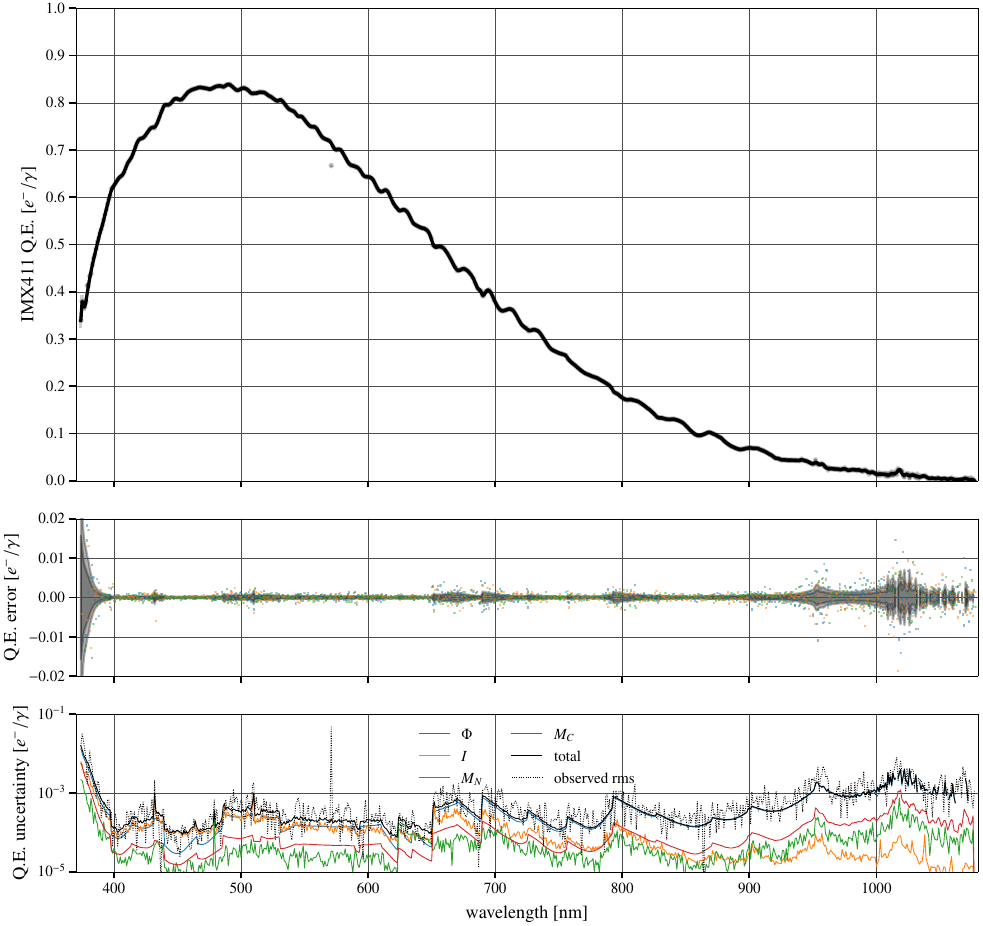 IMX411 Q.E. [e⁻/γ]
1.0
0.9
0.8
0.7
0.6
0.5
0.4
0.3
0.2
0.1
0.0
Q.E. error [e⁻/γ]
0.02
0.01
0.00
−0.01
−0.02
Q.E. uncertainty [e⁻/γ]
10⁻¹
10⁻³
10⁻⁵
Φ
I
M_N
M_C
total
observed rms
400 500 600 700 800 900 1000
wavelength [nm]